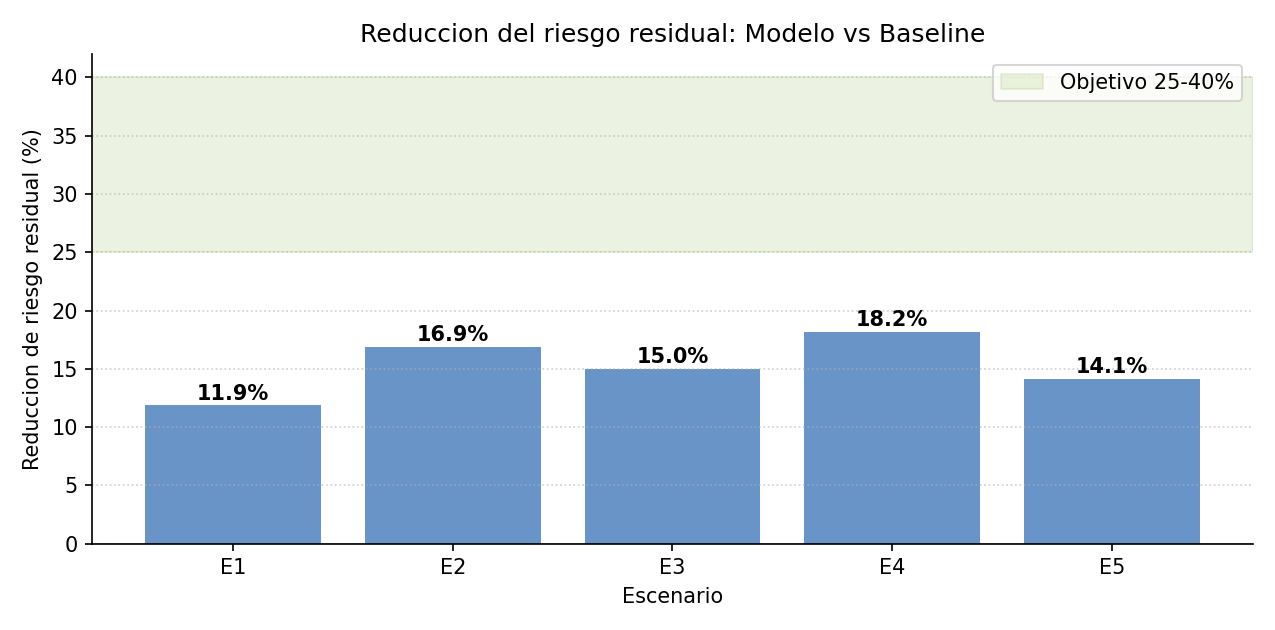 Reduccion del riesgo residual: Modelo vs Baseline
Objetivo 25-40%
Reduccion de riesgo residual (%)
40
35
30
25
20
15
10
5
0
11.9%
16.9%
15.0%
18.2%
14.1%
E1
E2
E3
E4
E5
Escenario